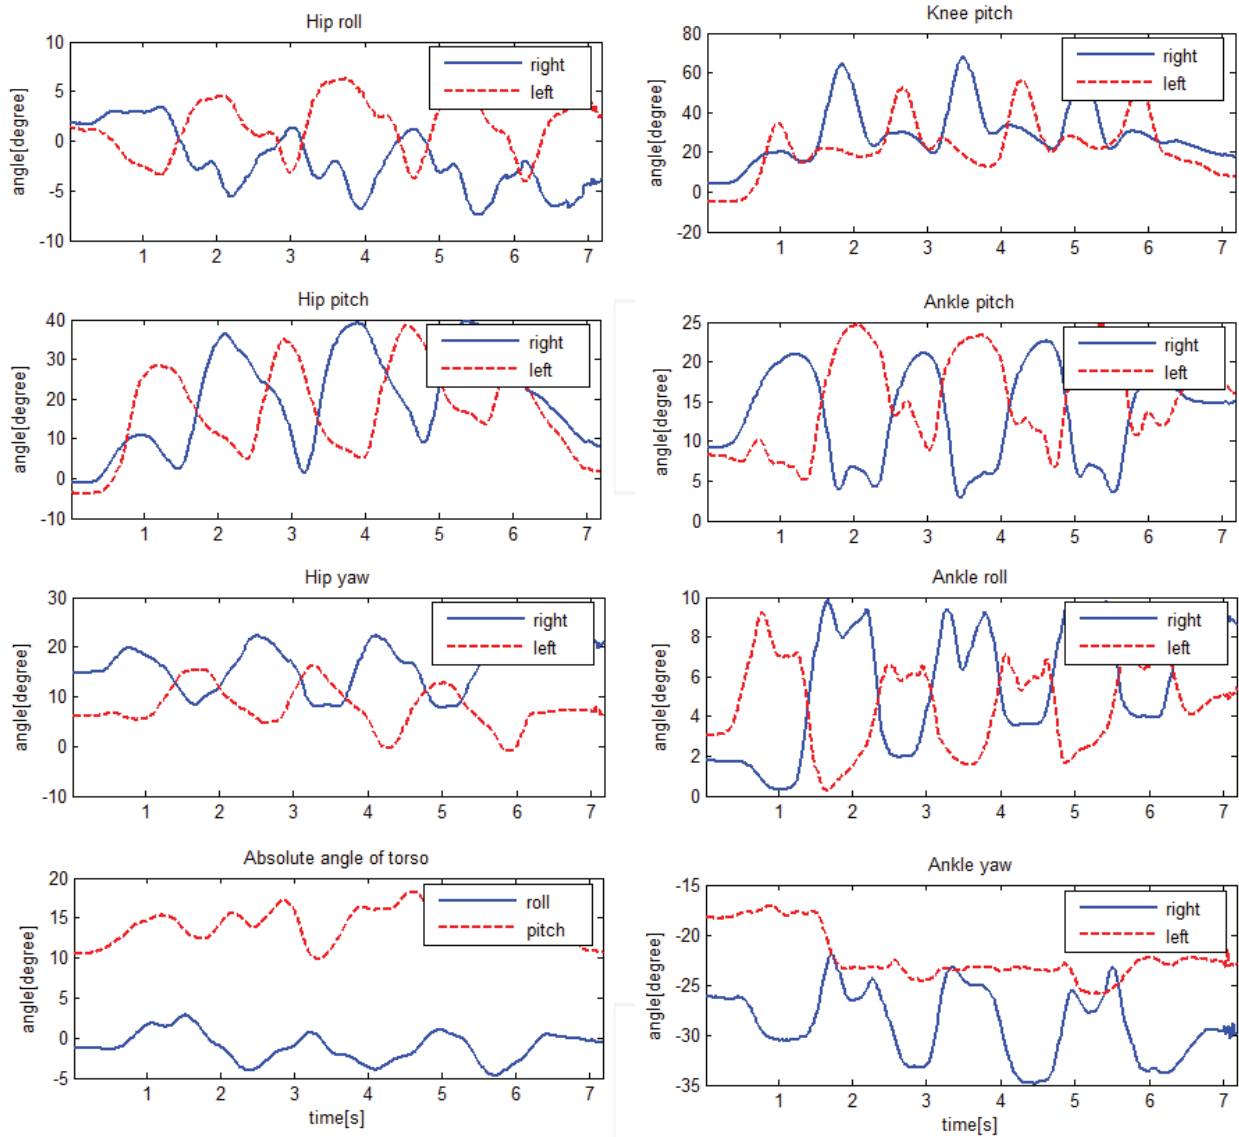 Hip roll
10
5
0
-5
-10
angle[degree]
right
left
1 2 3 4 5 6 7
Knee pitch
80
60
40
20
0
-20
angle[degree]
right
left
1 2 3 4 5 6 7
Hip pitch
40
30
20
10
0
-10
angle[degree]
right
left
1 2 3 4 5 6 7
Ankle pitch
25
20
15
10
5
0
angle[degree]
right
left
1 2 3 4 5 6 7
Hip yaw
30
20
10
0
-10
angle[degree]
right
left
1 2 3 4 5 6 7
Ankle roll
10
8
6
4
2
0
angle[degree]
right
left
1 2 3 4 5 6 7
Absolute angle of torso
20
15
10
5
0
-5
angle[degree]
roll
pitch
1 2 3 4 5 6 7
time[s]
Ankle yaw
-15
-20
-25
-30
-35
angle[degree]
right
left
1 2 3 4 5 6 7
time[s]